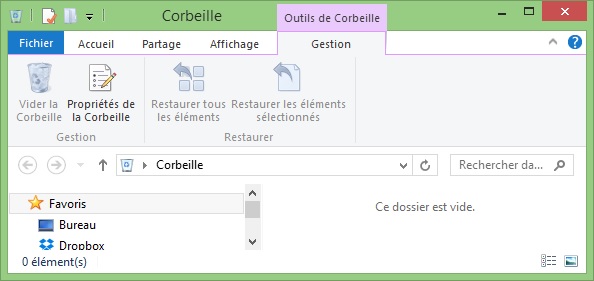 Corbeille
Outils de Corbeille
Fichier
Accueil
Partage
Affichage
Gestion
Vider la
Corbeille
Propriétés de
la Corbeille
Restaurer tous
les éléments
Restaurer les éléments
sélectionnés
Gestion
Restaurer
Corbeille
Rechercher da...
Favoris
Bureau
Dropbox
Ce dossier est vide.
0 élément(s)